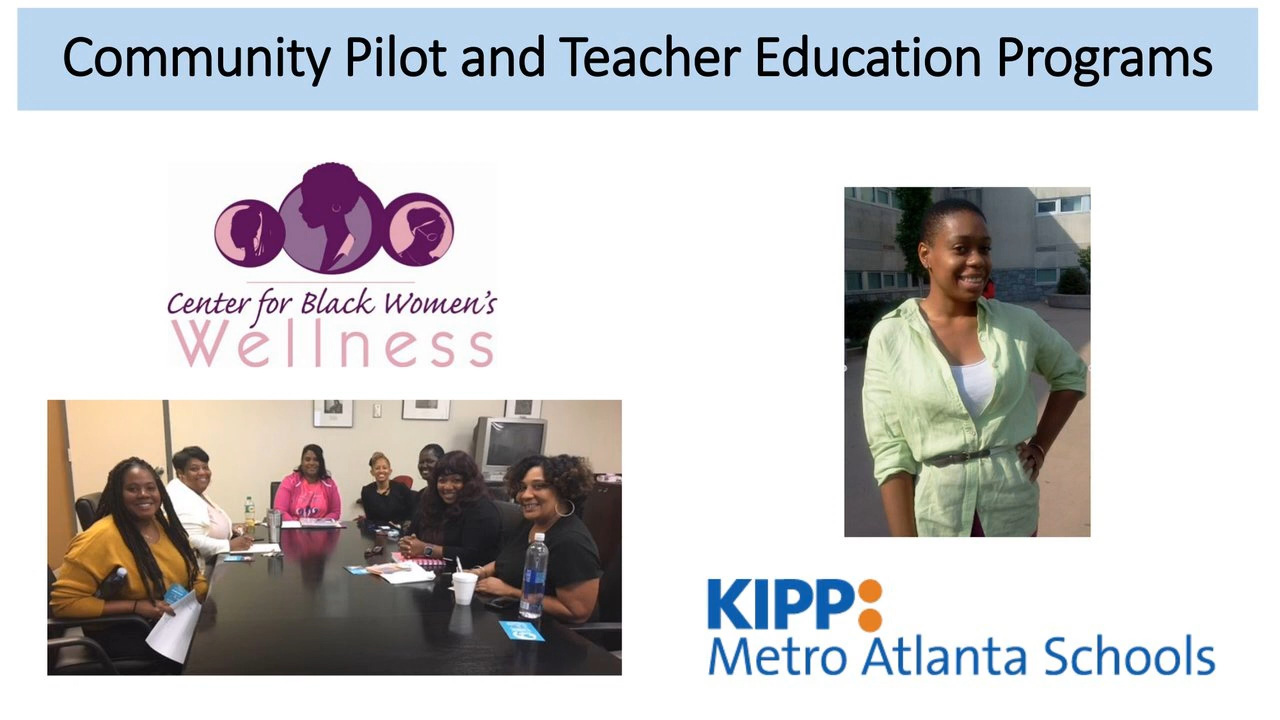 Community Pilot and Teacher Education Programs
Center for Black Women's
Wellness
KIPP:
Metro Atlanta Schools